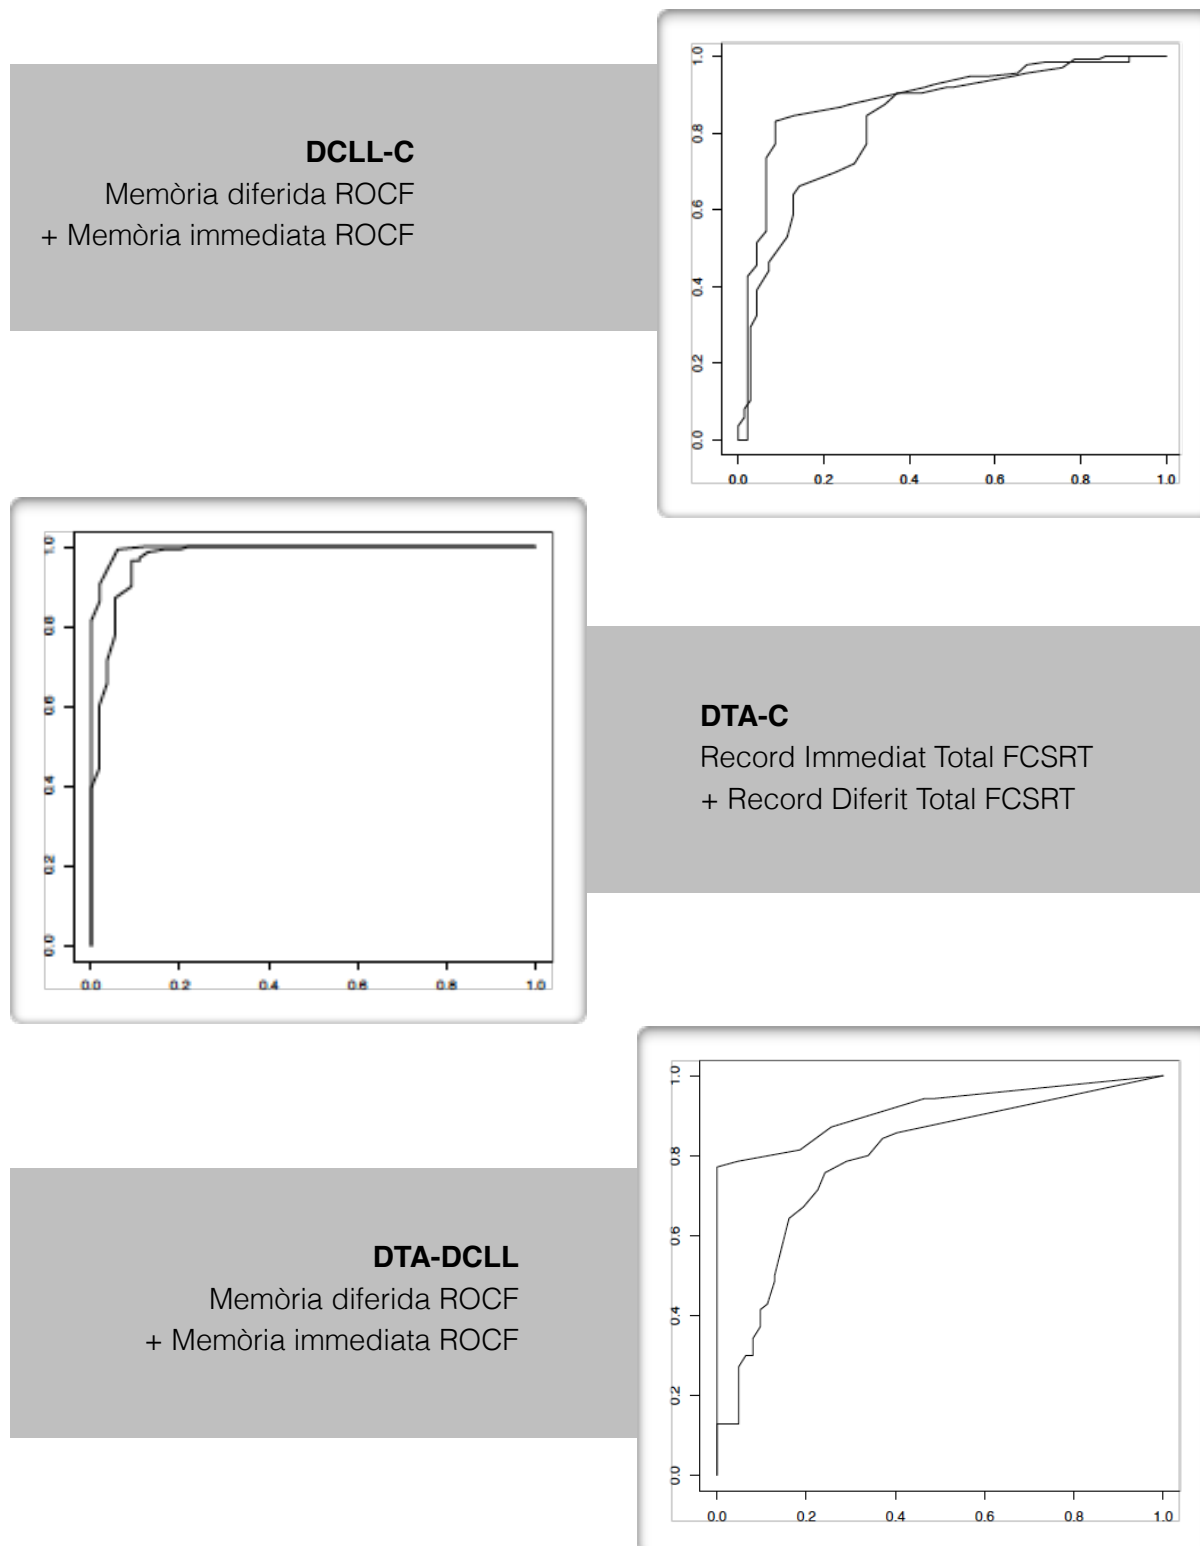 DCLL-C
Memòria diferida ROCF
+ Memòria immediata ROCF
1.0
0.8
0.6
0.4
0.2
0.0
0.0 0.2 0.4 0.6 0.8 1.0
1.0
0.8
0.6
0.4
0.2
0.0
0.0 0.2 0.4 0.6 0.8 1.0
DTA-C
Record Immediat Total FCSRT
+ Record Diferit Total FCSRT
DTA-DCLL
Memòria diferida ROCF
+ Memòria immediata ROCF
1.0
0.8
0.6
0.4
0.2
0.0
0.0 0.2 0.4 0.6 0.8 1.0